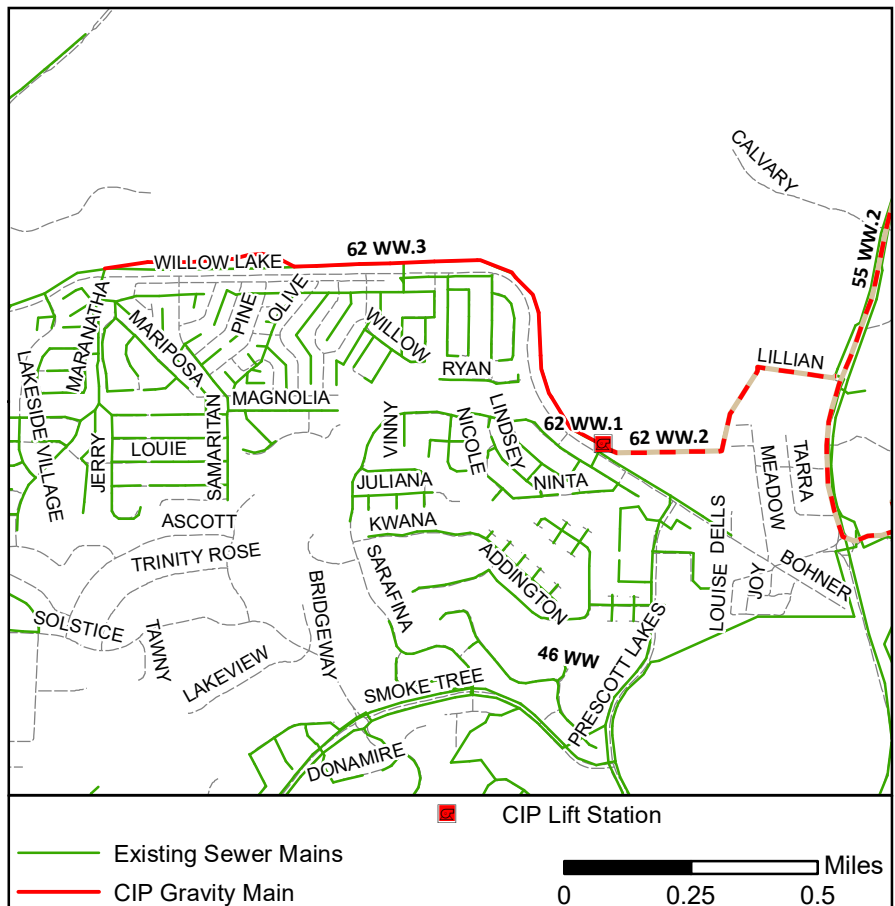 CALVARY
55 WW.2
62 WW.3
WILLOW LAKE
MARANATHA
PINE
OLIVE
MARIPOSA
WILLOW
LILLIAN
LAKESIDE VILLAGE
RYAN
MAGNOLIA
VINNY
NICOLE
LINDSEY
62 WW.1
62 WW.2
JERRY
LOUIE
SAMARITAN
MEADOW
TARRA
JULIANA
NINTA
ASCOTT
KWANA
TRINITY ROSE
SARAFINA
ADDINGTON
LOUISE DELLS
JOY
BOHNER
BRIDGEWAY
SOLSTICE
TAWNY
LAKEVIEW
46 WW
PRESCOTT LAKES
SMOKE TREE
DONAMIRE
CIP Lift Station
Existing Sewer Mains
CIP Gravity Main
Miles
0 0.25 0.5